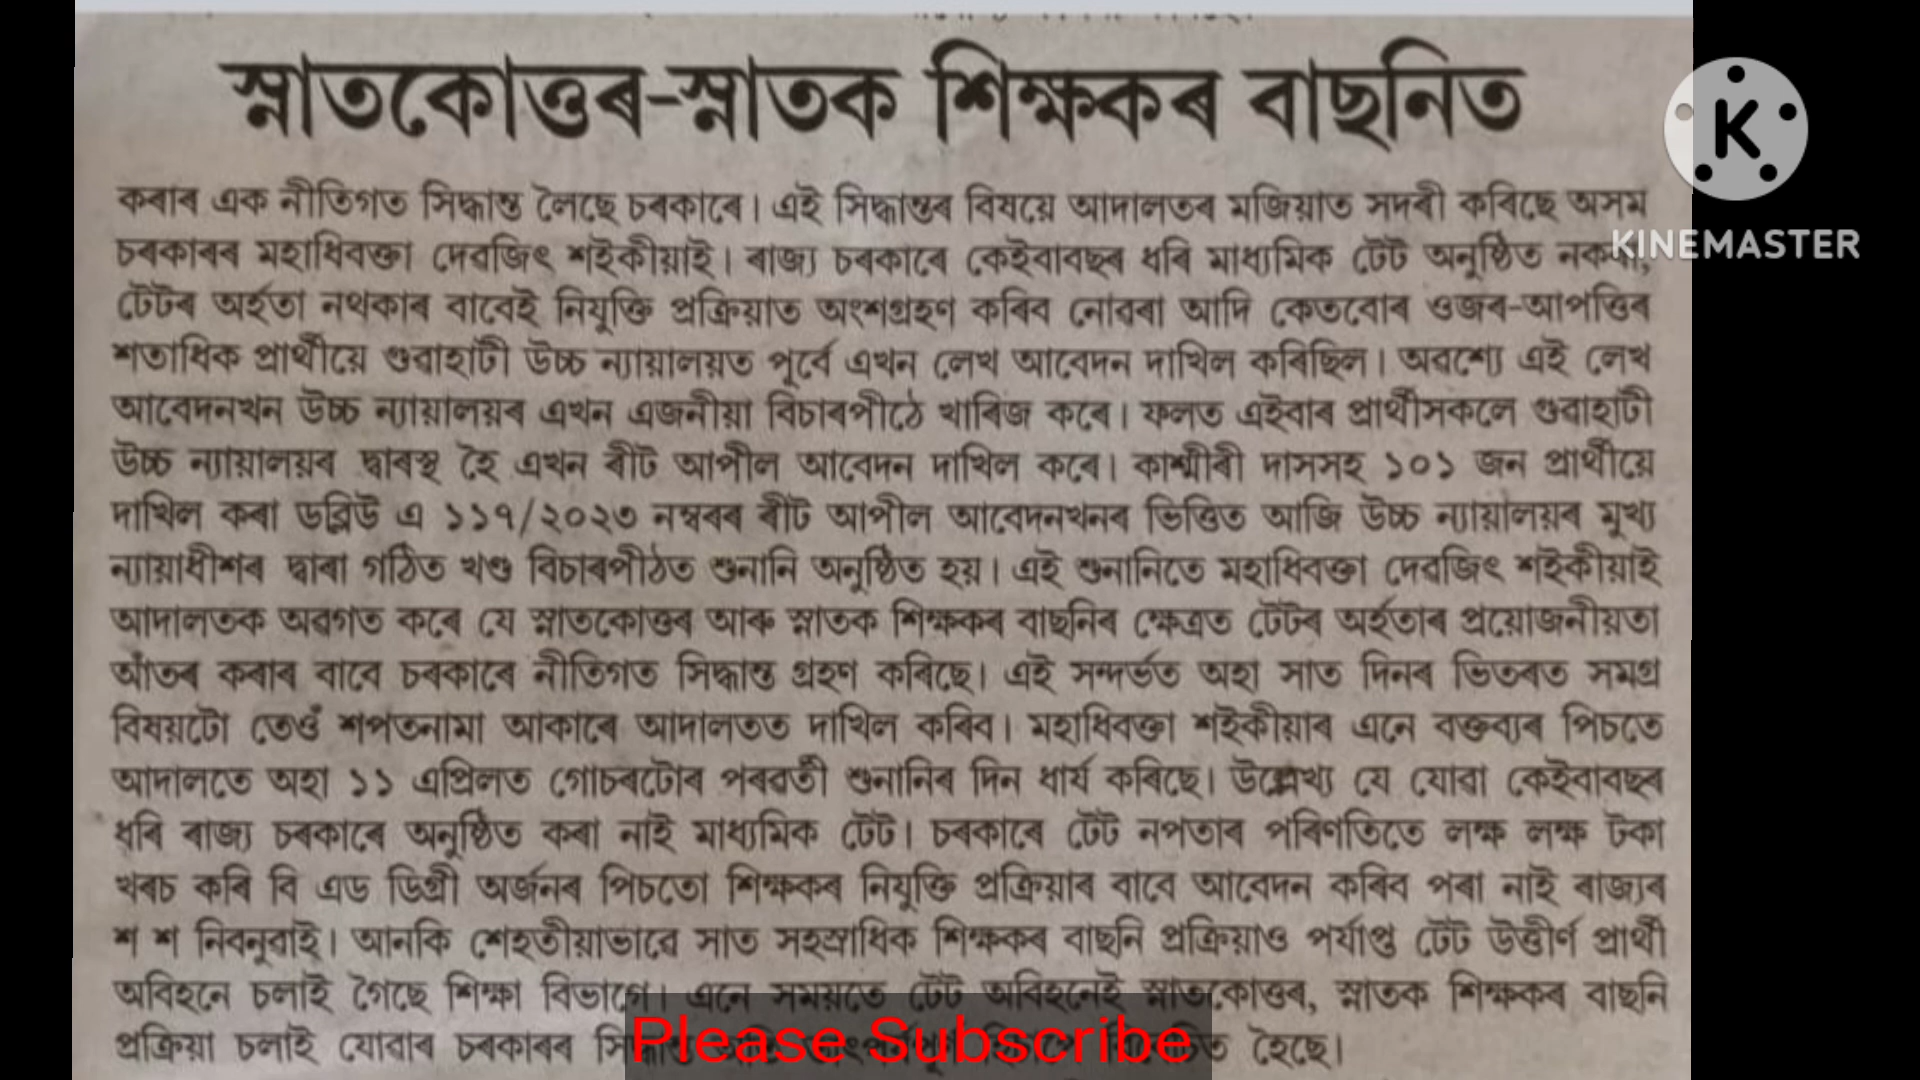 স্নাতকোত্তৰ-স্নাতক শিক্ষকৰ বাছনিত
কৰাৰ এক নীতিগত সিদ্ধান্ত লৈছে চৰকাৰে। এই সিদ্ধান্তৰ বিষয়ে আদালতৰ মজিয়াত সদৰী কৰিছে অসম
চৰকাৰৰ মহাধিবক্তা দেৱজিৎ শইকীয়াই। ৰাজ্য চৰকাৰে কেইবাবছৰ ধৰি মাধ্যমিক টেট অনুষ্ঠিত নকৰা,
টেটৰ অৰ্হতা নথকাৰ বাবেই নিযুক্তি প্ৰক্ৰিয়াত অংশগ্ৰহণ কৰিব নোৱৰা আদি কেতবোৰ ওজৰ-আপত্তিৰ
শতাধিক প্ৰাৰ্থীয়ে গুৱাহাটী উচ্চ ন্যায়ালয়ত পূৰ্বে এখন লেখ আবেদন দাখিল কৰিছিল। অৱশ্যে এই লেখ
আবেদনখন উচ্চ ন্যায়ালয়ৰ এখন এজনীয়া বিচাৰপীঠে খাৰিজ কৰে। ফলত এইবাৰ প্ৰাৰ্থীসকলে গুৱাহাটী
উচ্চ ন্যায়ালয়ৰ দ্বাৰস্থ হৈ এখন ৰীট আপীল আবেদন দাখিল কৰে। কাশ্মীৰী দাসসহ ১০১ জন প্ৰাৰ্থীয়ে
দাখিল কৰা ডব্লিউ এ ১১৭/২০২৩ নম্বৰৰ ৰীট আপীল আবেদনখনৰ ভিত্তিত আজি উচ্চ ন্যায়ালয়ৰ মুখ্য
ন্যায়াধীশৰ দ্বাৰা গঠিত খণ্ড বিচাৰপীঠত শুনানি অনুষ্ঠিত হয়। এই শুনানিতে মহাধিবক্তা দেৱজিৎ শইকীয়াই
আদালতক অৱগত কৰে যে স্নাতকোত্তৰ আৰু স্নাতক শিক্ষকৰ বাছনিৰ ক্ষেত্ৰত টেটৰ অৰ্হতাৰ প্ৰয়োজনীয়তা
আঁতৰ কৰাৰ বাবে চৰকাৰে নীতিগত সিদ্ধান্ত গ্ৰহণ কৰিছে। এই সন্দৰ্ভত অহা সাত দিনৰ ভিতৰত সমগ্ৰ
বিষয়টো তেওঁ শপতনামা আকাৰে আদালতত দাখিল কৰিব। মহাধিবক্তা শইকীয়াৰ এনে বক্তব্যৰ পিচতে
আদালতে অহা ১১ এপ্ৰিলত গোচৰটোৰ পৰৱৰ্তী শুনানিৰ দিন ধাৰ্য কৰিছে। উল্লেখ্য যে যোৱা কেইবাবছৰ
ধৰি ৰাজ্য চৰকাৰে অনুষ্ঠিত কৰা নাই মাধ্যমিক টেট। চৰকাৰে টেট নপতাৰ পৰিণতিতে লক্ষ লক্ষ টকা
খৰচ কৰি বি এড ডিগ্ৰী অৰ্জনৰ পিচতো শিক্ষকৰ নিযুক্তি প্ৰক্ৰিয়াৰ বাবে আবেদন কৰিব পৰা নাই ৰাজ্যৰ
শ শ নিবনুৱাই। আনকি শেহতীয়াভাৱে সাত সহস্ৰাধিক শিক্ষকৰ বাছনি প্ৰক্ৰিয়াও পৰ্যাপ্ত টেট উত্তীৰ্ণ প্ৰাৰ্থী
অবিহনে চলাই গৈছে শিক্ষা বিভাগে। এনে সময়তে টেট অবিহনেই স্নাতকোত্তৰ, স্নাতক শিক্ষকৰ বাছনি
প্ৰক্ৰিয়া চলাই যোৱাৰ চৰকাৰৰ হৈছে।
Please Subscribe
K
KINEMASTER